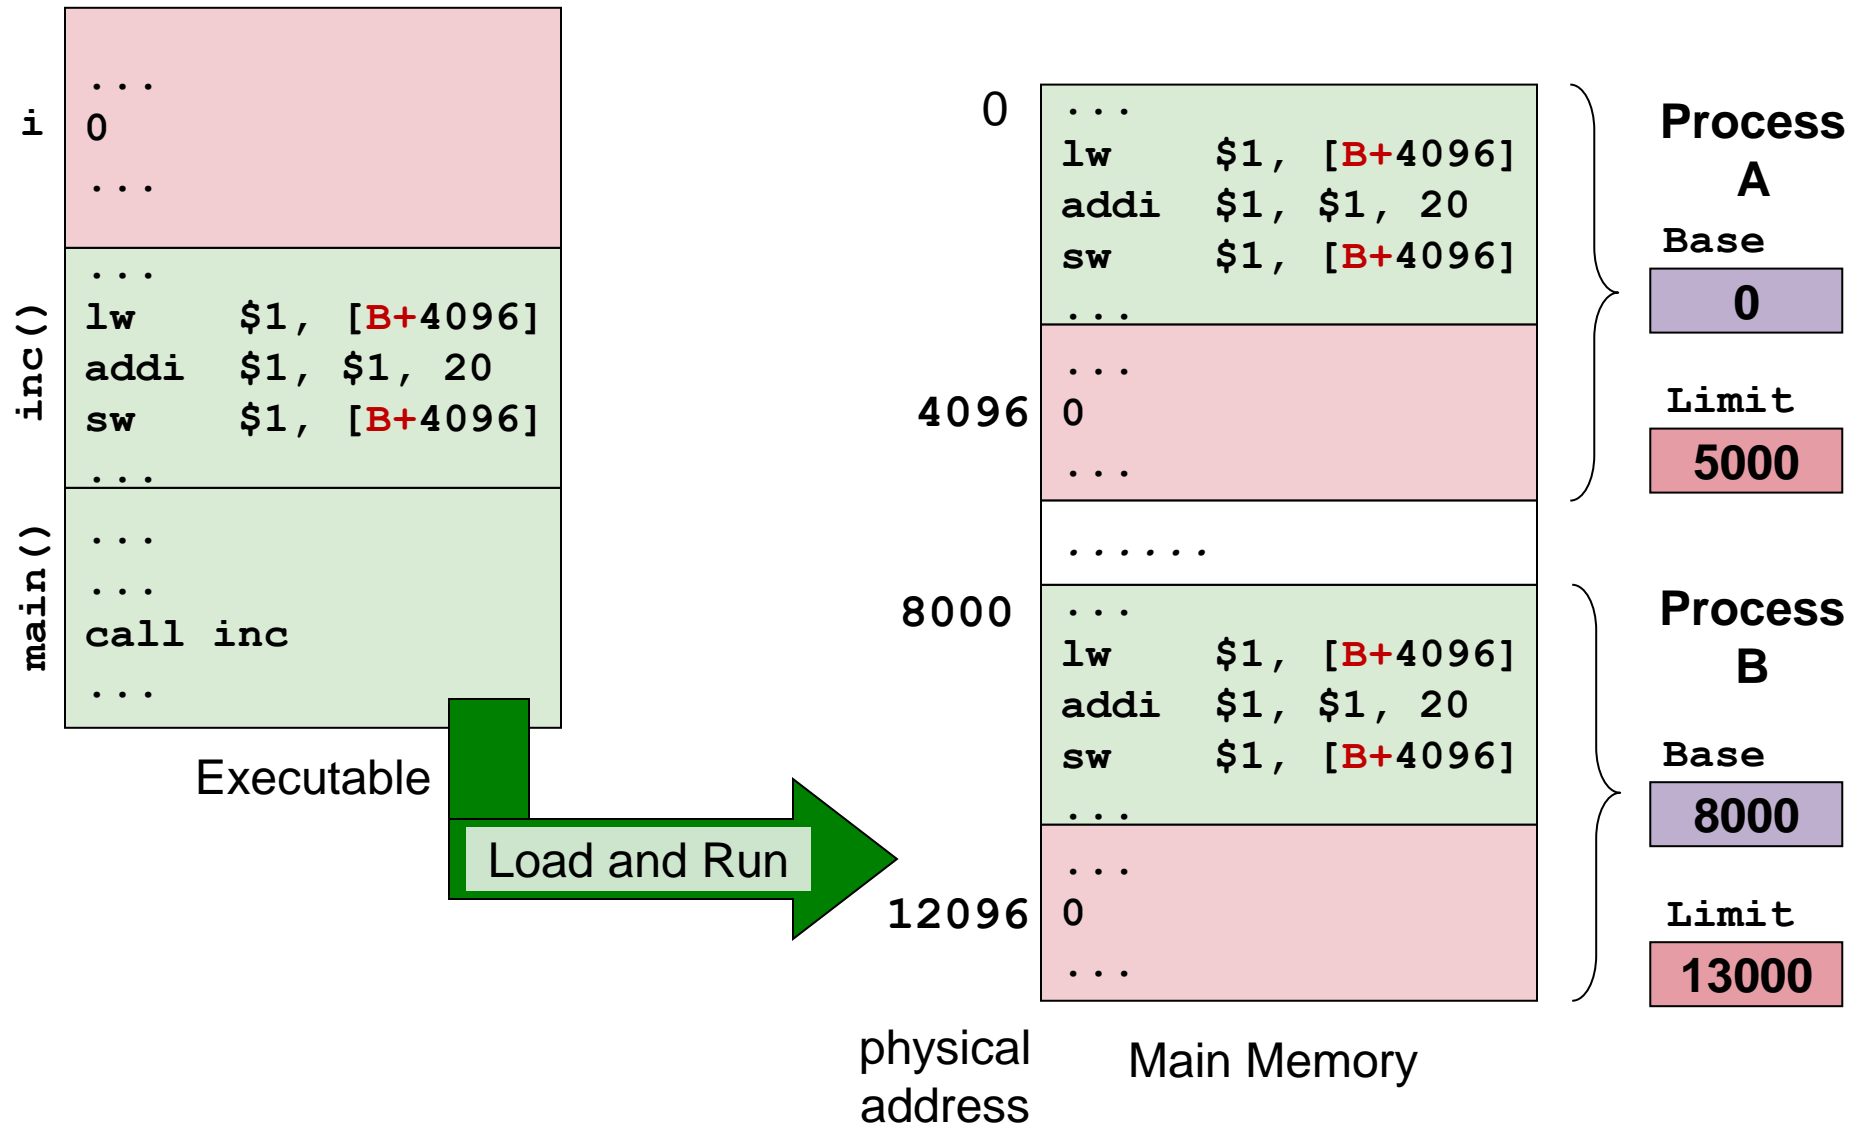 ...
i
0
...
inc()
...
lw $1, [B+4096]
addi $1, $1, 20
sw $1, [B+4096]
...
main()
...
...
call inc
...
Executable
Load and Run
0
...
lw $1, [B+4096]
addi $1, $1, 20
sw $1, [B+4096]
...
...
4096
0
...
......
8000
...
lw $1, [B+4096]
addi $1, $1, 20
sw $1, [B+4096]
...
...
12096
0
...
physical
address
Main Memory
Process
A
Base
0
Limit
5000
Process
B
Base
8000
Limit
13000